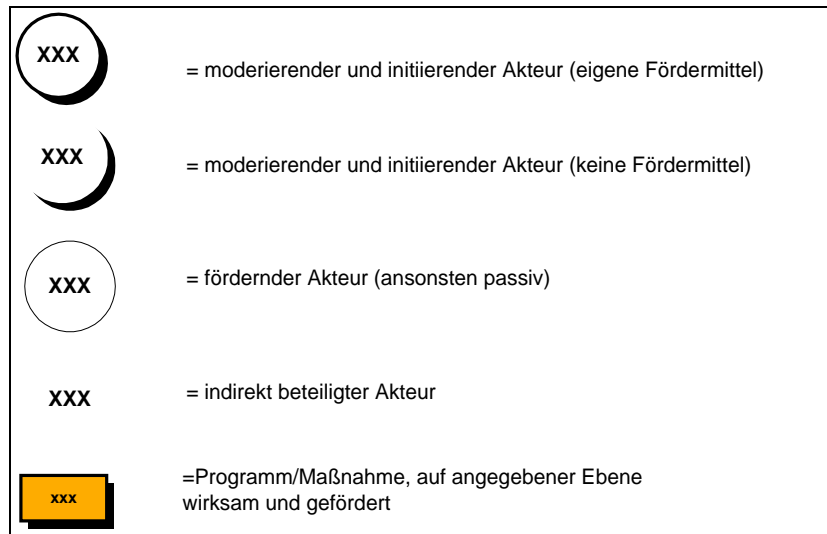 XXX
= moderierender und initiierender Akteur (eigene Fördermittel)
XXX
= moderierender und initiierender Akteur (keine Fördermittel)
XXX
= fördernder Akteur (ansonsten passiv)
XXX
= indirekt beteiligter Akteur
xxx
=Programm/Maßnahme, auf angegebener Ebene
wirksam und gefördert